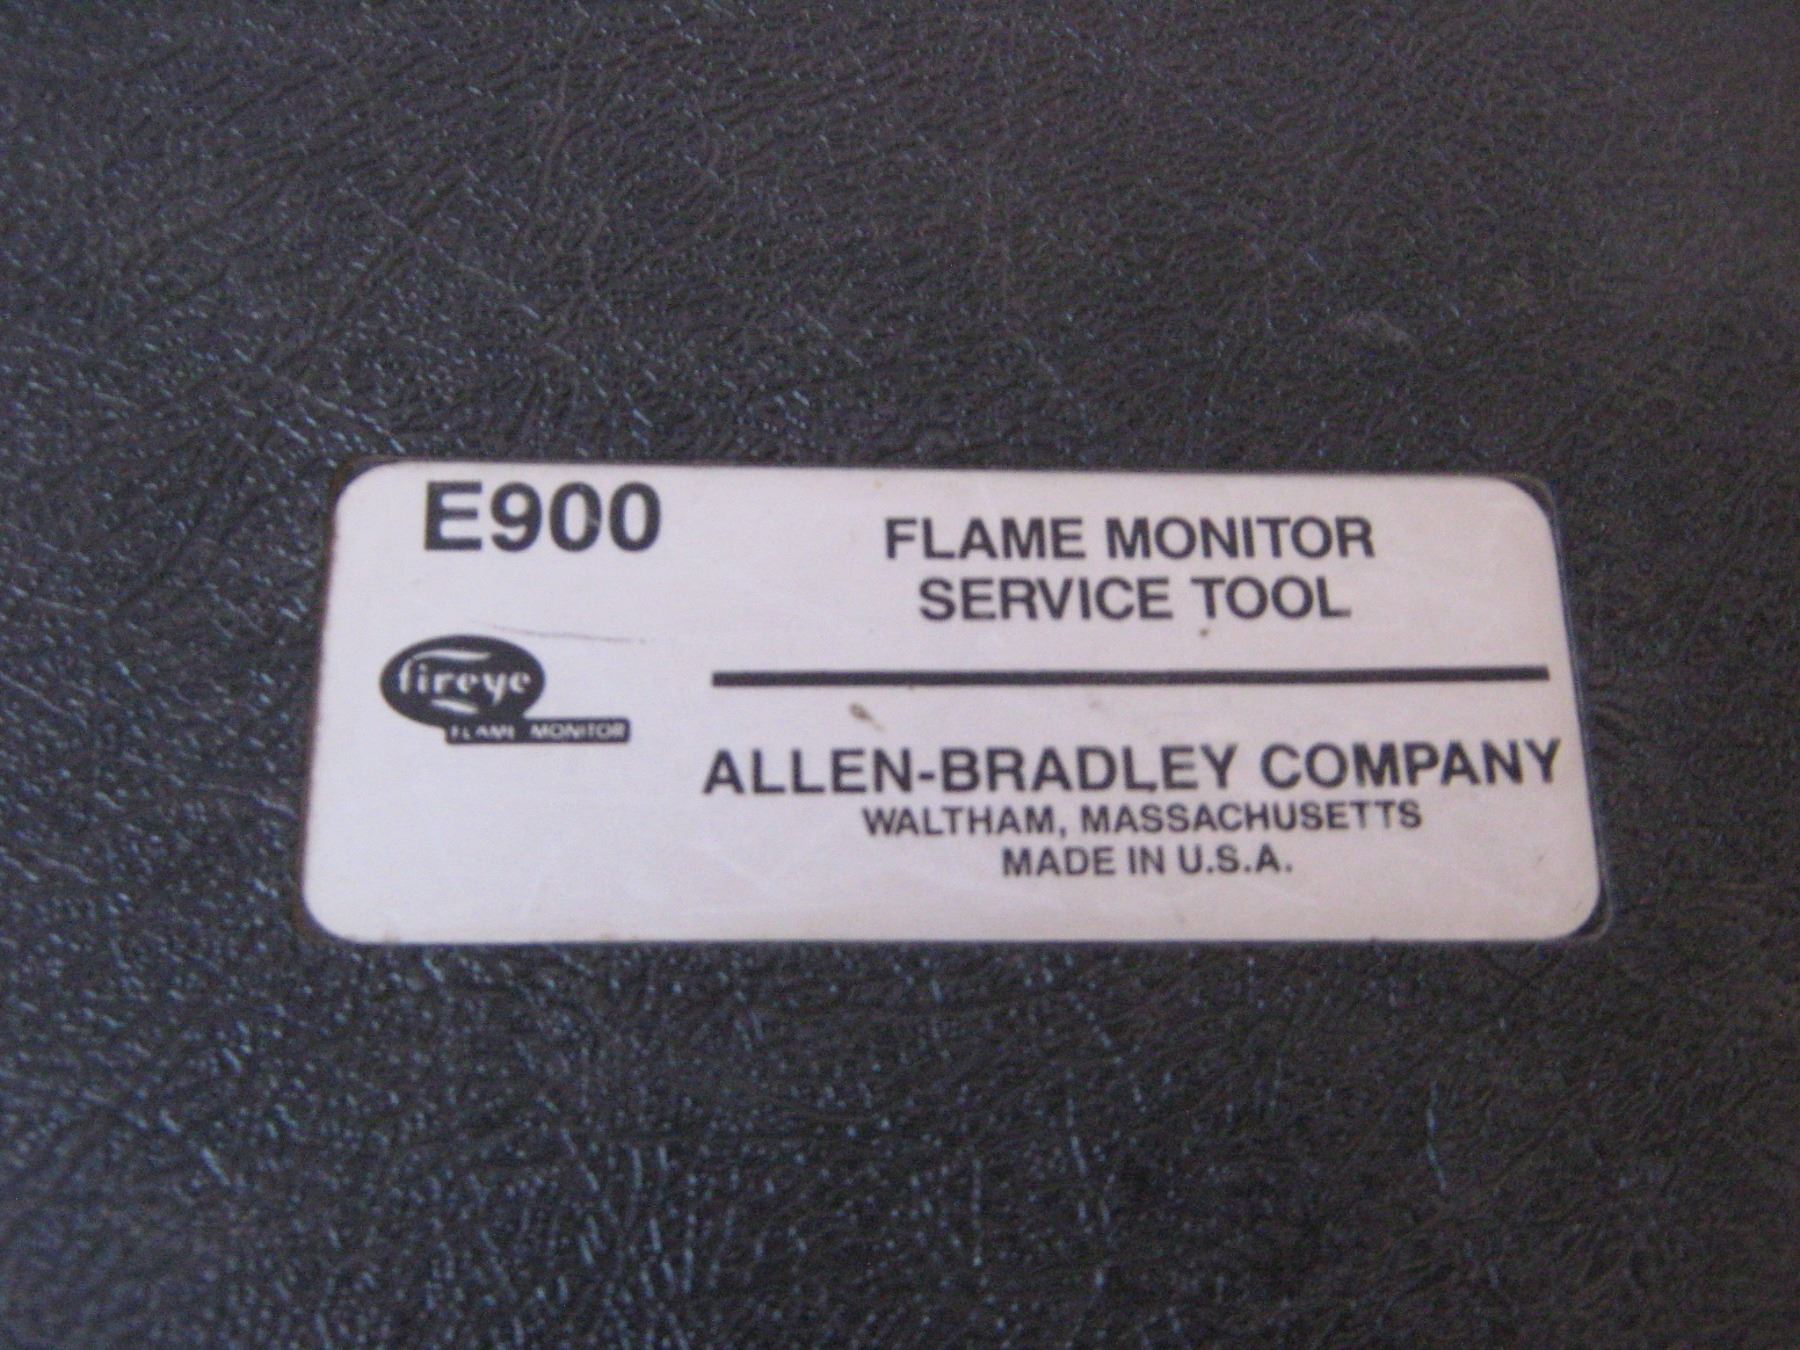 E900
FLAME MONITOR
SERVICE TOOL
fireye
FLAME MONITOR
ALLEN-BRADLEY COMPANY
WALTHAM, MASSACHUSETTS
MADE IN U.S.A.